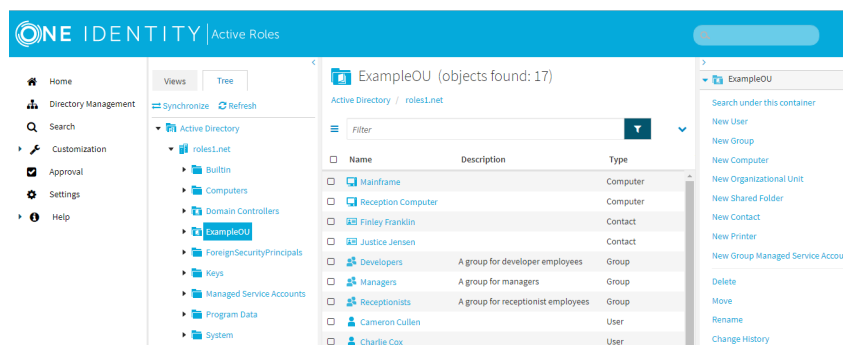 ONE IDENTITY Active Roles
Home
Directory Management
Search
Customization
Approval
Settings
Help
Views Tree
Synchronize Refresh
Active Directory
roles1.net
Builtin
Computers
Domain Controllers
ExampleOU
ForeignSecurityPrincipals
Keys
Managed Service Accounts
Program Data
System
ExampleOU (objects found: 17)
Active Directory / roles1.net
Filter
Name Description Type
Mainframe Computer
Reception Computer Computer
Finley Franklin Contact
Justice Jensen Contact
Developers A group for developer employees Group
Managers A group for managers Group
Receptionists A group for receptionist employees Group
Cameron Cullen User
Charlie Cox User
ExampleOU
Search under this container
New User
New Group
New Computer
New Organizational Unit
New Shared Folder
New Contact
New Printer
New Group Managed Service Accou
Delete
Move
Rename
Change History